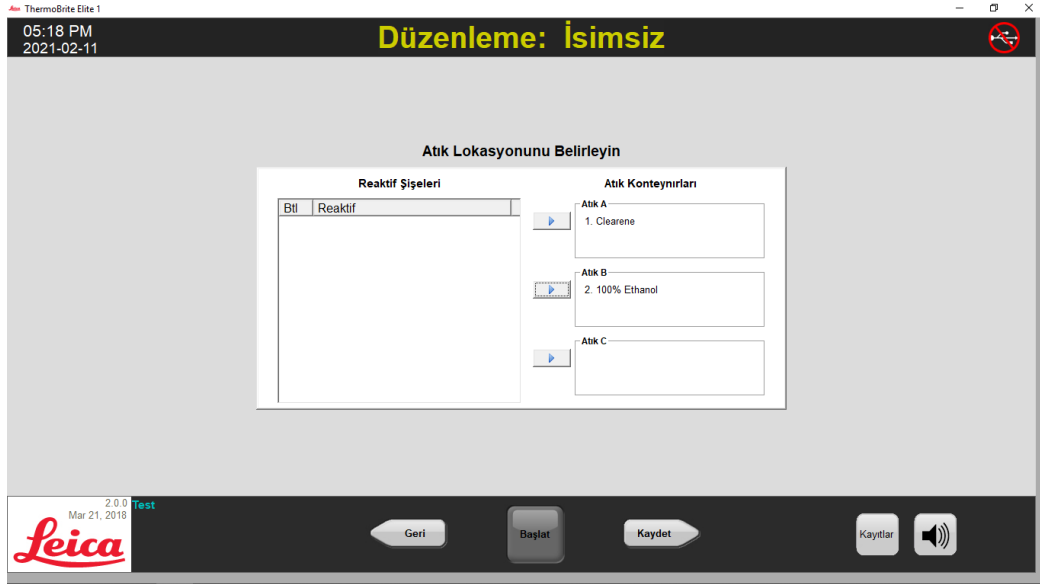 ThermoBrite Elite 1
05:18 PM
2021-02-11
Düzenleme: İsimsiz
Atık Lokasyonunu Belirleyin
Reaktif Şişeleri
Atık Konteynırları
Btl Reaktif
Atık A
1. Clearene
Atık B
2. 100% Ethanol
Atık C
2.0.0
Mar 21, 2018
Test
Leica
Geri
Başlat
Kaydet
Kayıtlar